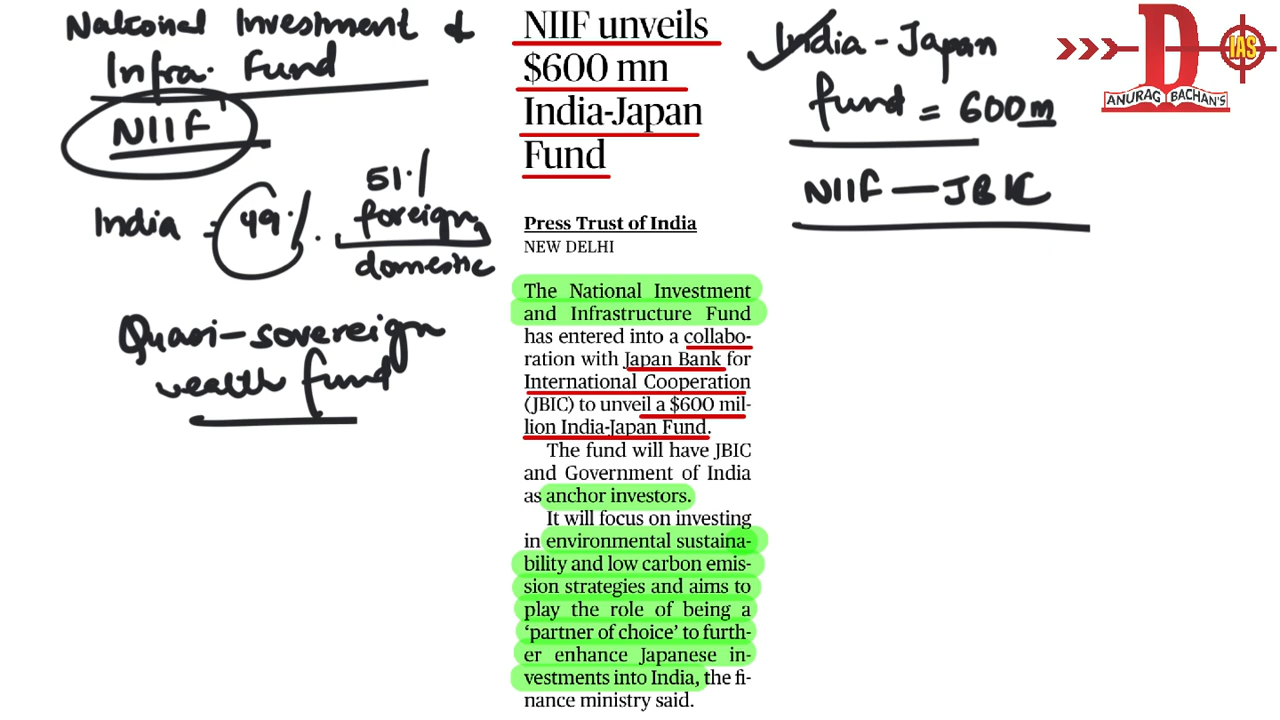 National Investment &
Infra. Fund
NIIF
India = 49%.
51%
foreign
domestic
Quasi-sovereign
wealth fund
NIIF unveils
$600 mn
India-Japan
Fund
Press Trust of India
NEW DELHI
The National Investment
and Infrastructure Fund
has entered into a collabo-
ration with Japan Bank for
International Cooperation
(JBIC) to unveil a $600 mil-
lion India-Japan Fund.
The fund will have JBIC
and Government of India
as anchor investors.
It will focus on investing
in environmental sustaina-
bility and low carbon emis-
sion strategies and aims to
play the role of being a
‘partner of choice’ to furth-
er enhance Japanese in-
vestments into India, the fi-
nance ministry said.
India-Japan
fund = 600m
NIIF — JBIC
D
IAS
ANURAG BACHAN'S